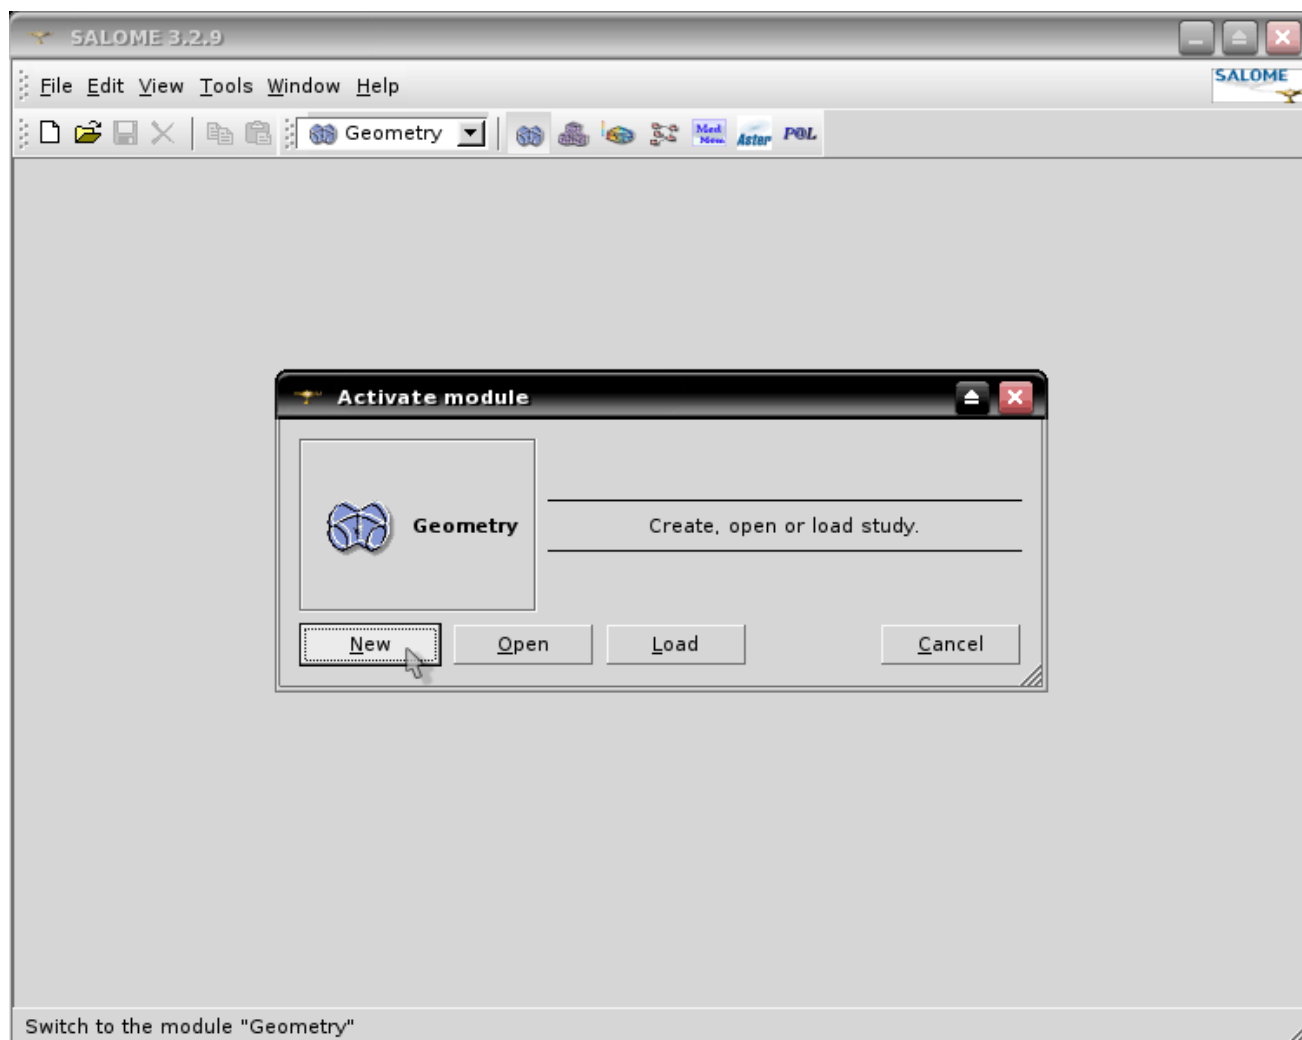 SALOME 3.2.9
File Edit View Tools Window Help
SALOME
Geometry Med Mem. Aster P@L
Activate module
Geometry
Create, open or load study.
New Open Load Cancel
Switch to the module "Geometry"